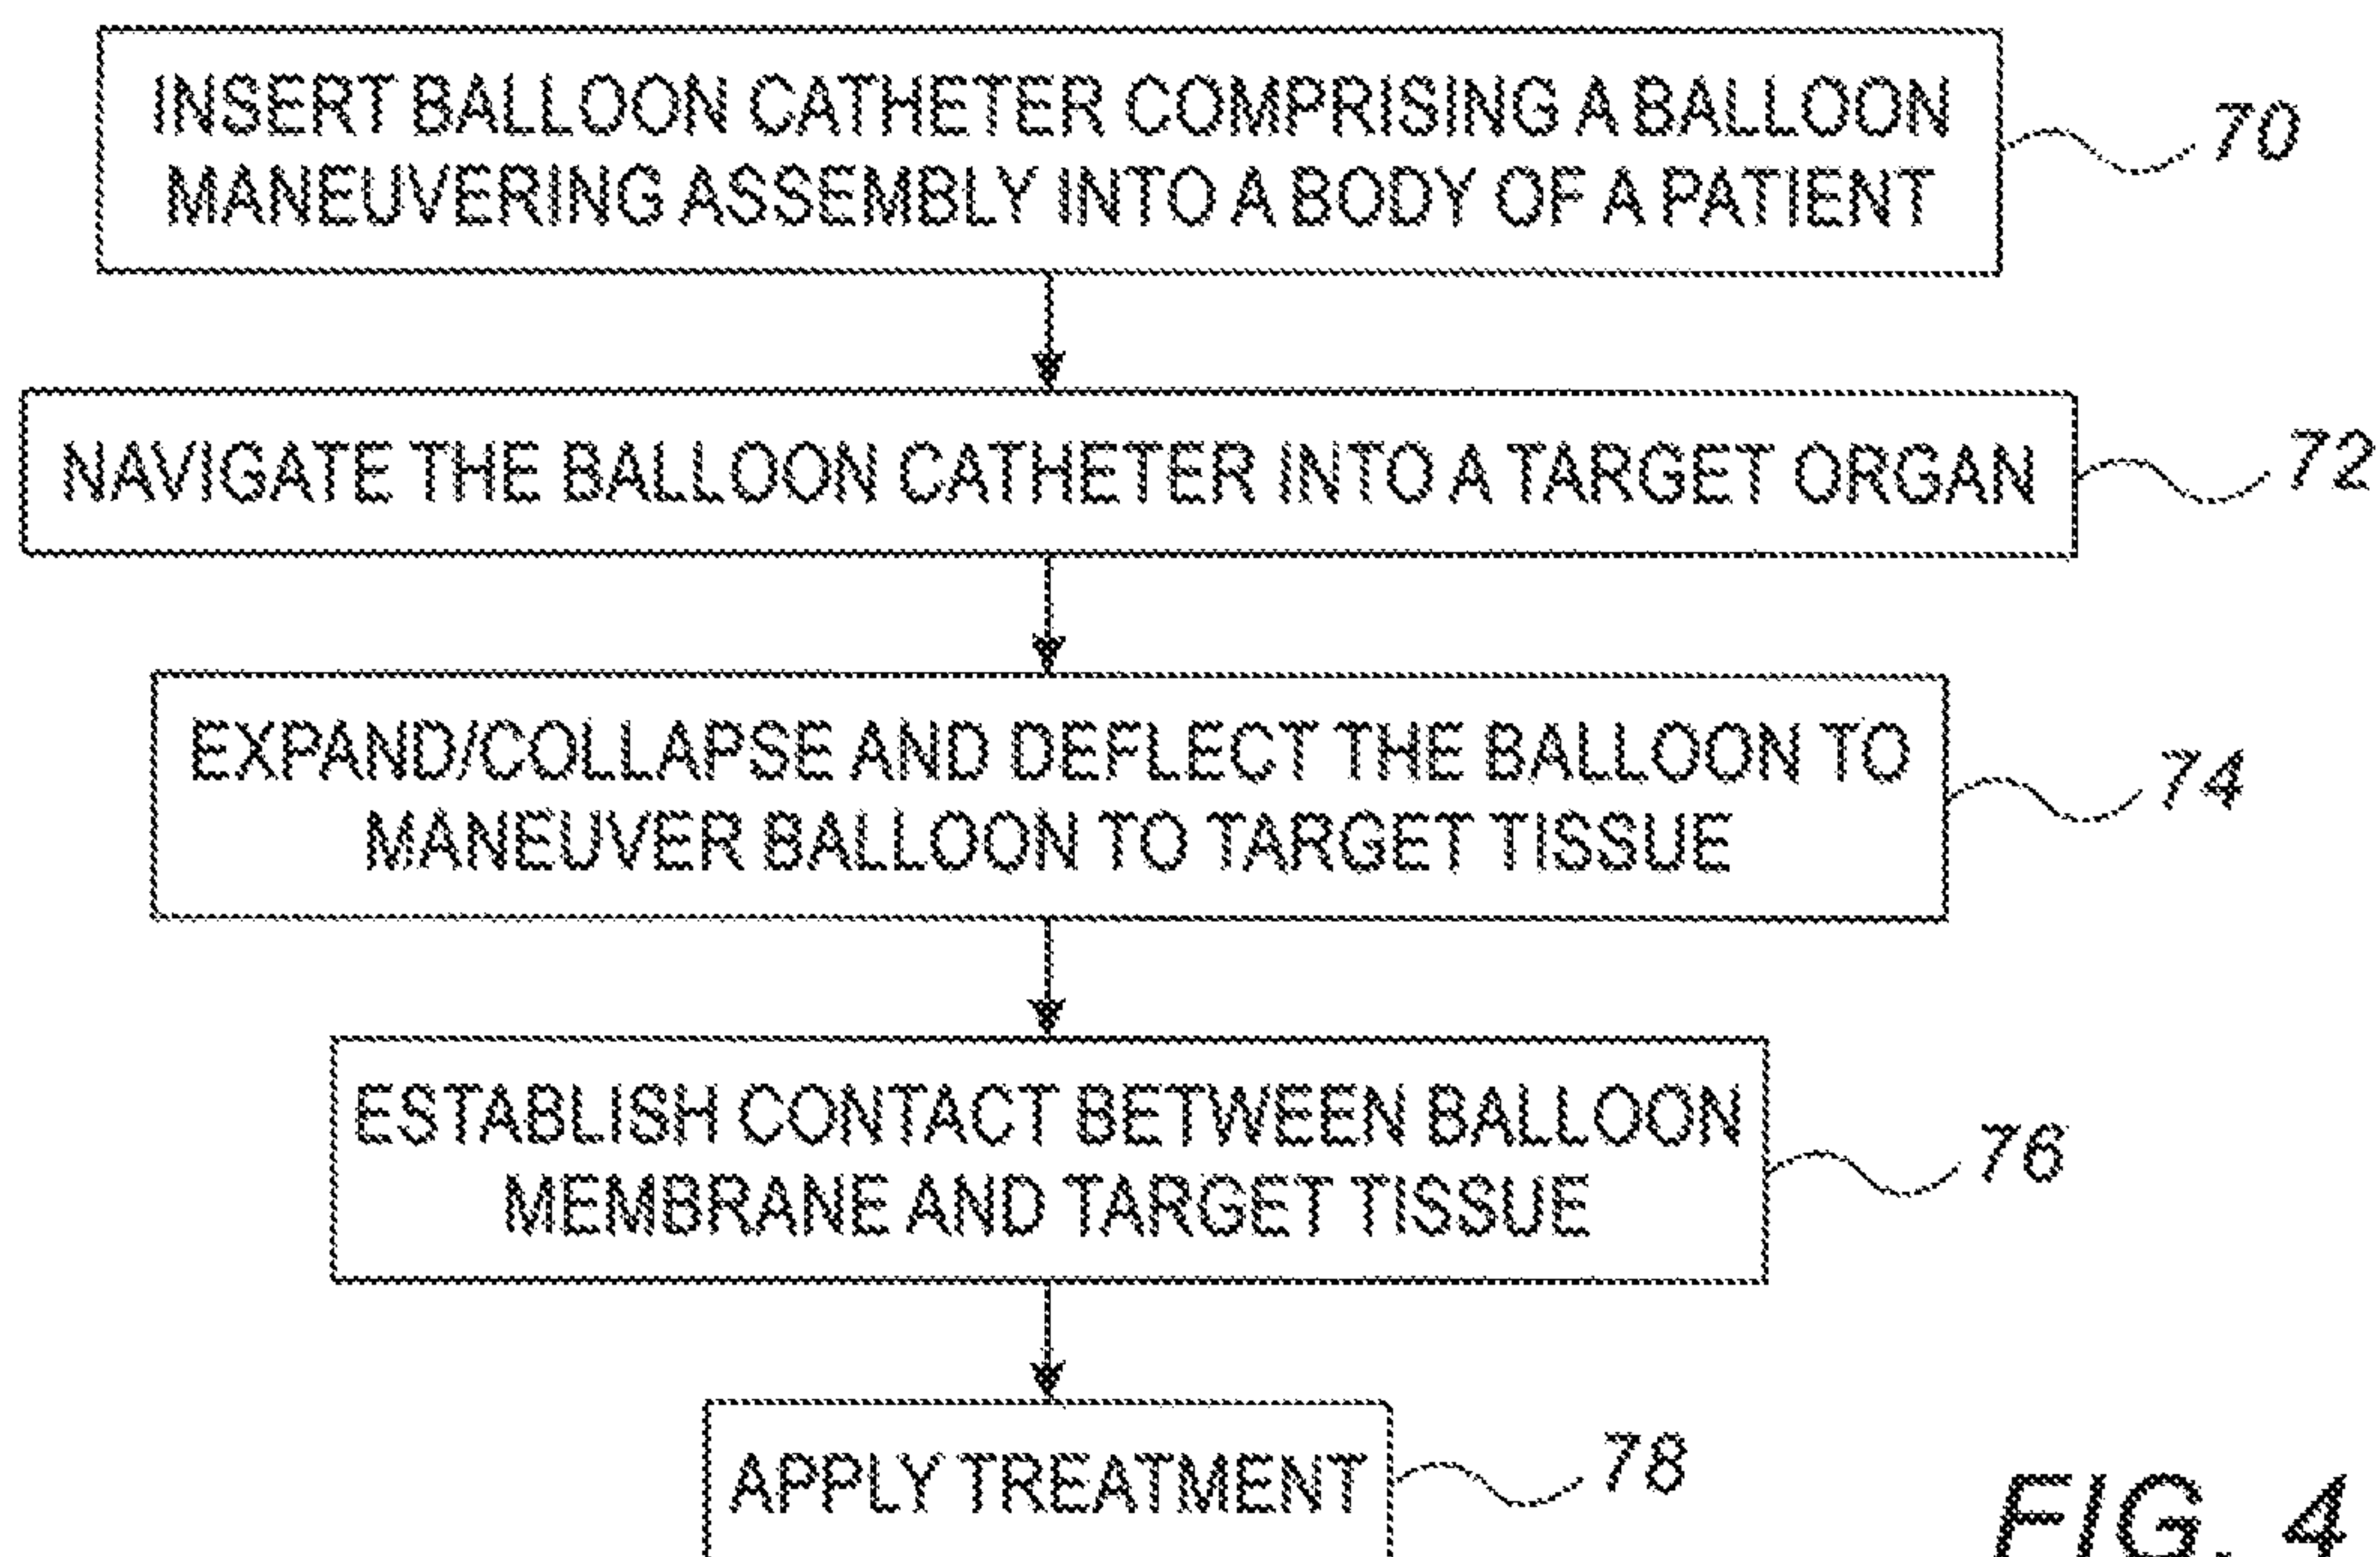 INSERT BALLOON CATHETER COMPRISING A BALLOON
MANEUVERING ASSEMBLY INTO A BODY OF A PATIENT
70
NAVIGATE THE BALLOON CATHETER INTO A TARGET ORGAN
72
EXPAND/COLLAPSE AND DEFLECT THE BALLOON TO
MANEUVER BALLOON TO TARGET TISSUE
74
ESTABLISH CONTACT BETWEEN BALLOON
MEMBRANE AND TARGET TISSUE
76
APPLY TREATMENT
78
FIG. 4